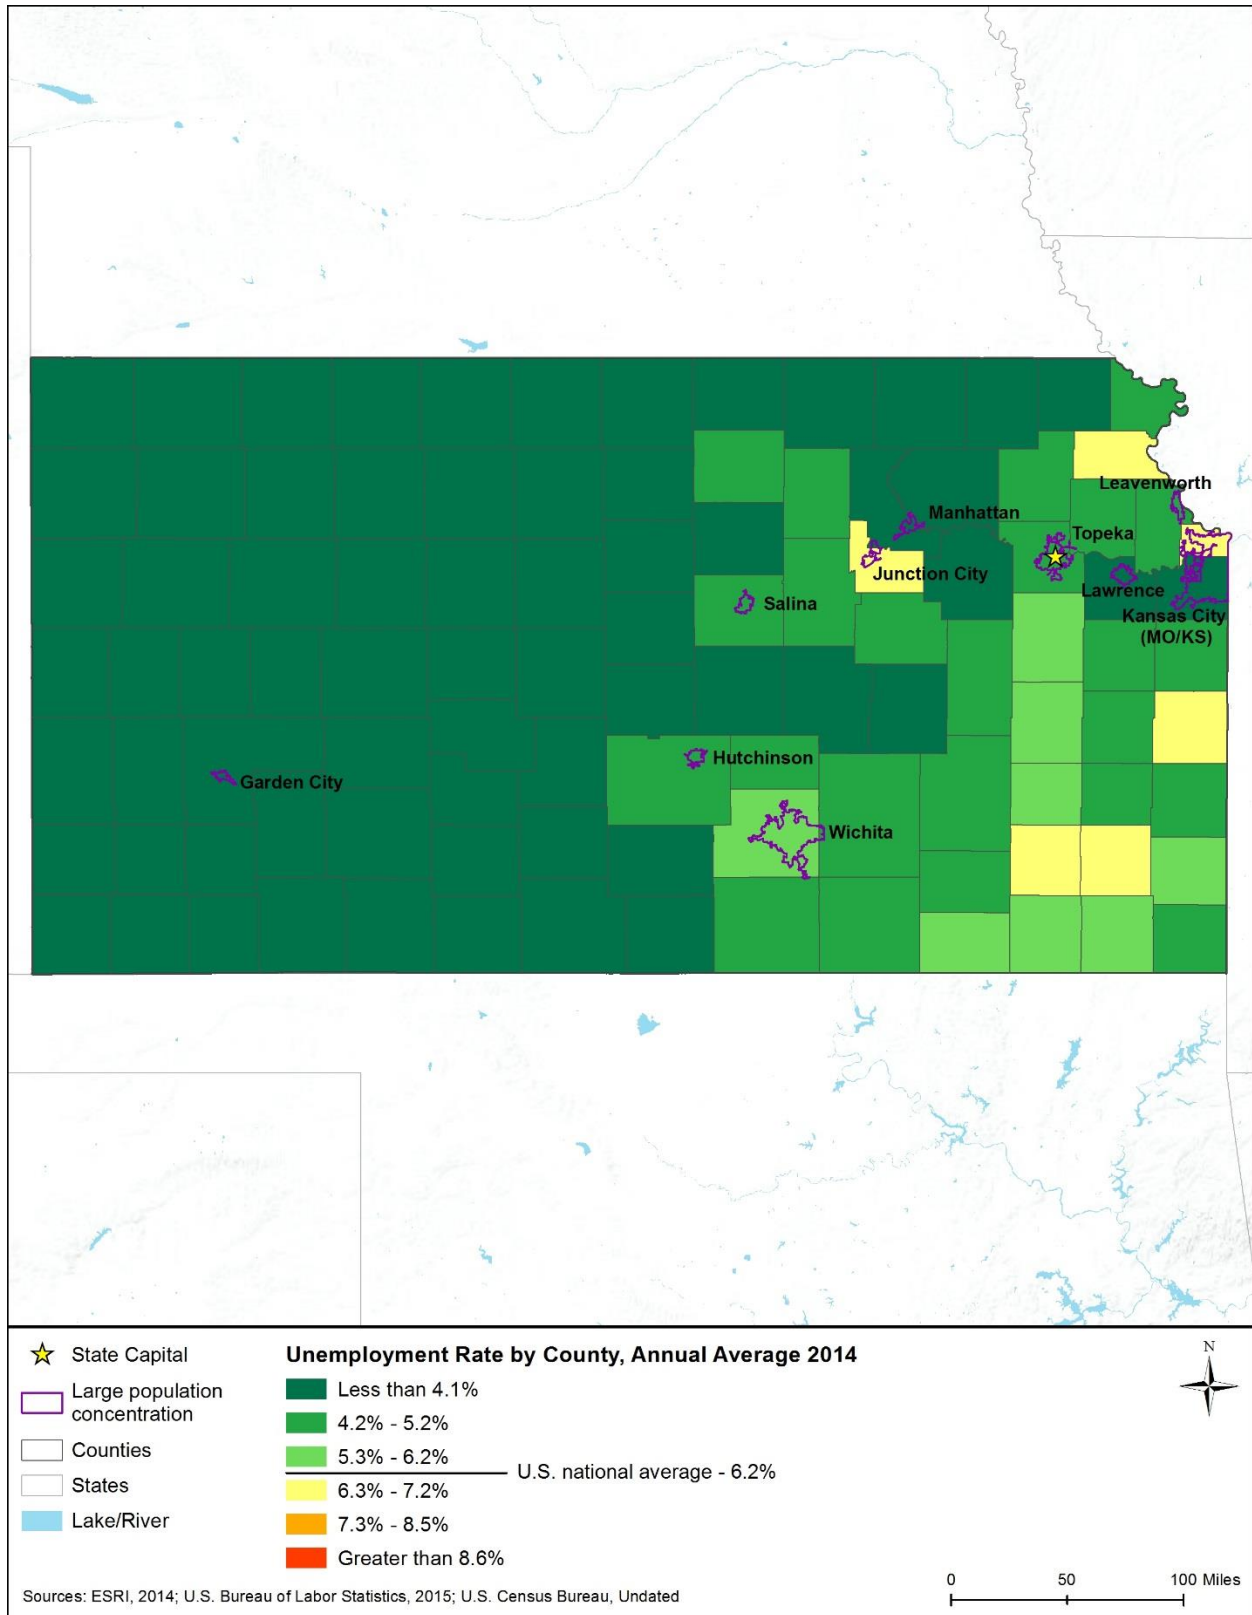 Leavenworth
Manhattan
Topeka
Junction City
Lawrence
Salina
Kansas City
(MO/KS)
Hutchinson
Garden City
Wichita
State Capital
Large population
concentration
Counties
States
Lake/River
Unemployment Rate by County, Annual Average 2014
Less than 4.1%
4.2% - 5.2%
5.3% - 6.2%
U.S. national average - 6.2%
6.3% - 7.2%
7.3% - 8.5%
Greater than 8.6%
N
0 50 100 Miles
Sources: ESRI, 2014; U.S. Bureau of Labor Statistics, 2015; U.S. Census Bureau, Undated